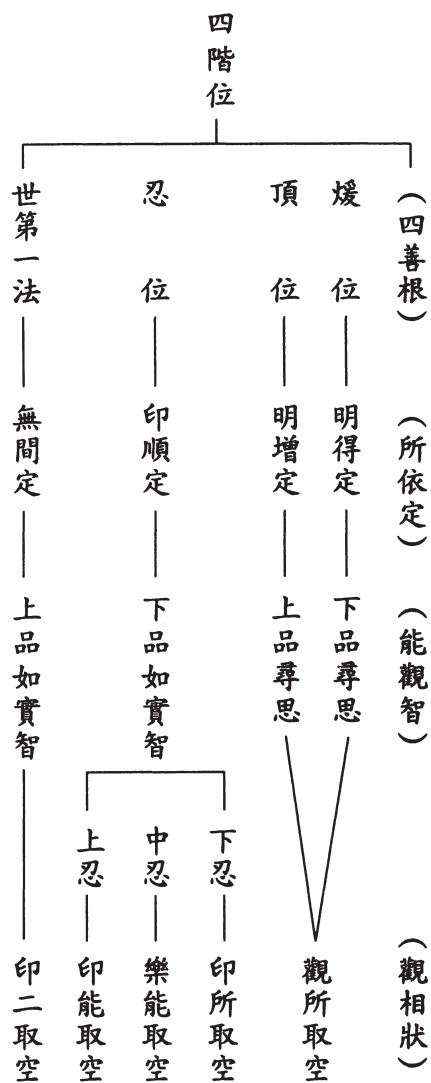 四階位
（四善根）
（所依定）
（能觀智）
（觀相狀）
煖位
明得定
下品尋思
頂位
明增定
上品尋思
觀所取空
忍位
印順定
下品如實智
下忍
印所取空
中忍
樂能取空
上忍
印能取空
世第一法
無間定
上品如實智
印二取空